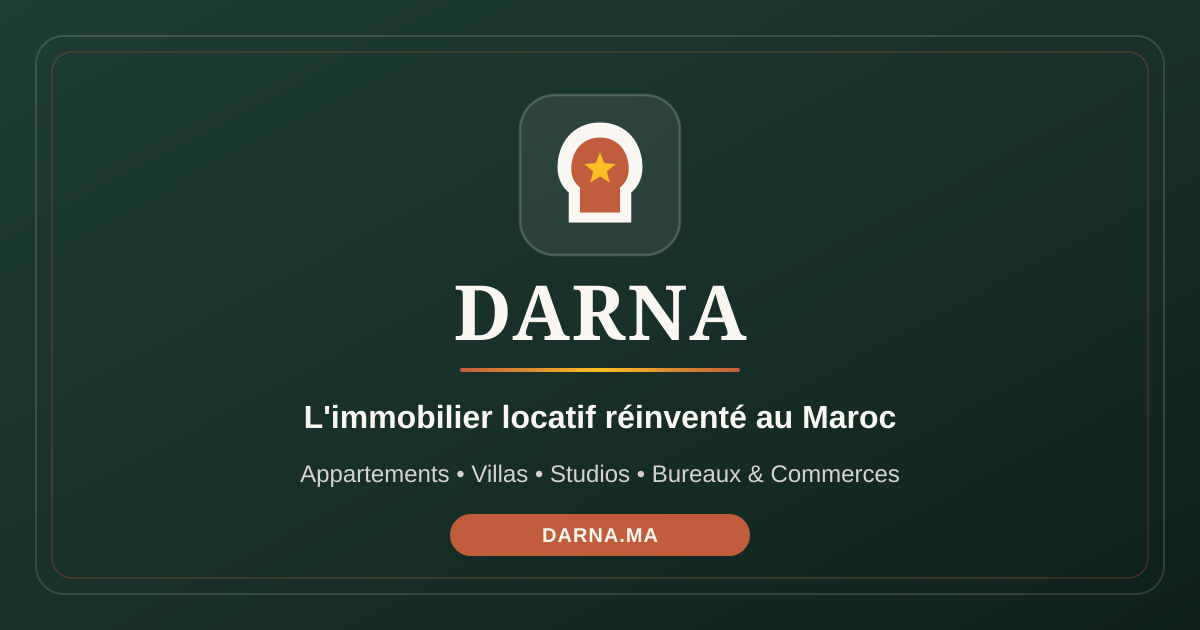 DARNA
L'immobilier locatif réinventé au Maroc
Appartements • Villas • Studios • Bureaux & Commerces
DARNA.MA